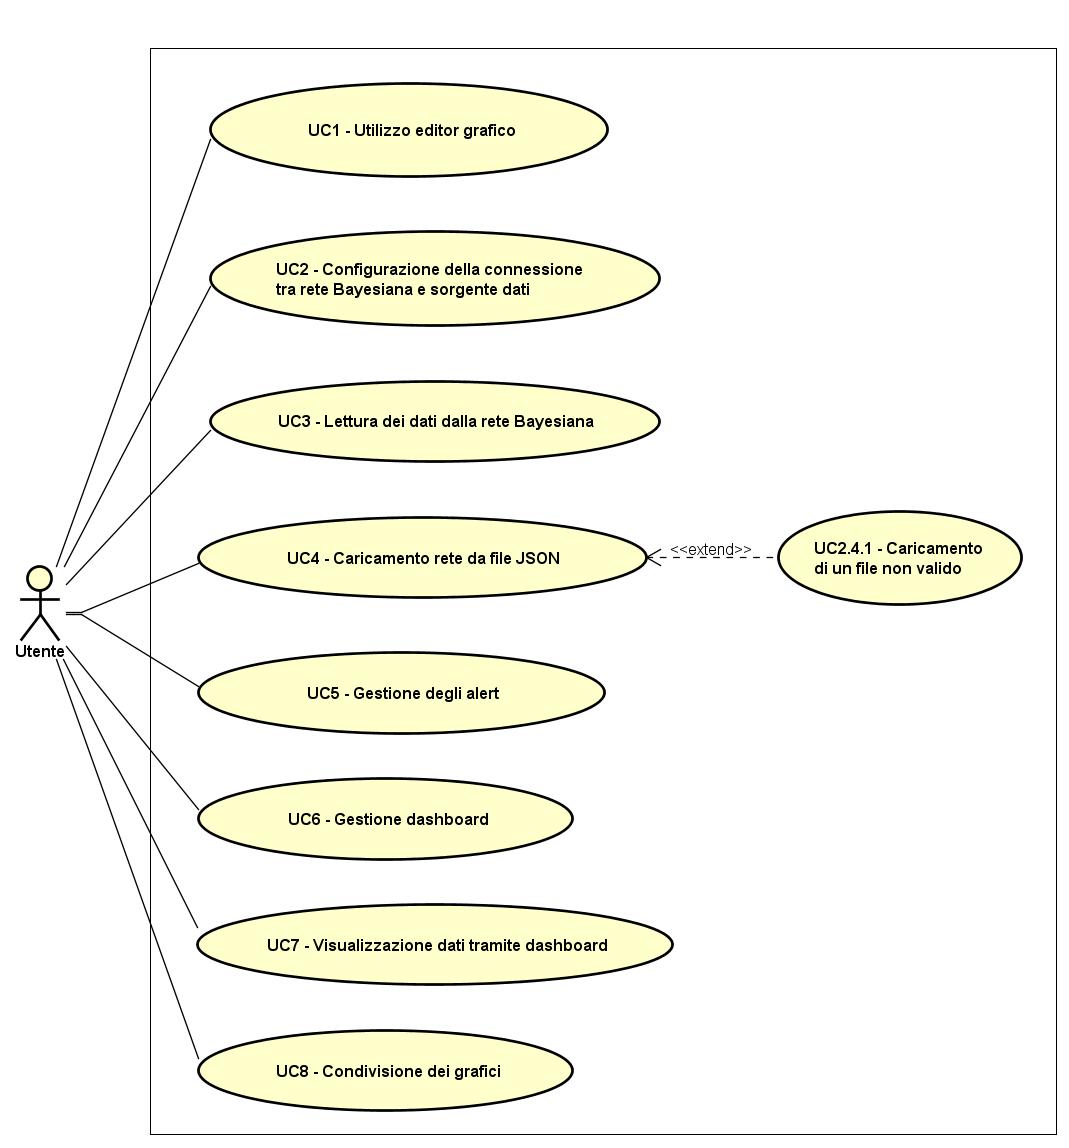 UC1 - Utilizzo editor grafico
UC2 - Configurazione della connessione
tra rete Bayesiana e sorgente dati
UC3 - Lettura dei dati dalla rete Bayesiana
UC4 - Caricamento rete da file JSON
<<extend>>
UC2.4.1 - Caricamento
di un file non valido
Utente
UC5 - Gestione degli alert
UC6 - Gestione dashboard
UC7 - Visualizzazione dati tramite dashboard
UC8 - Condivisione dei grafici